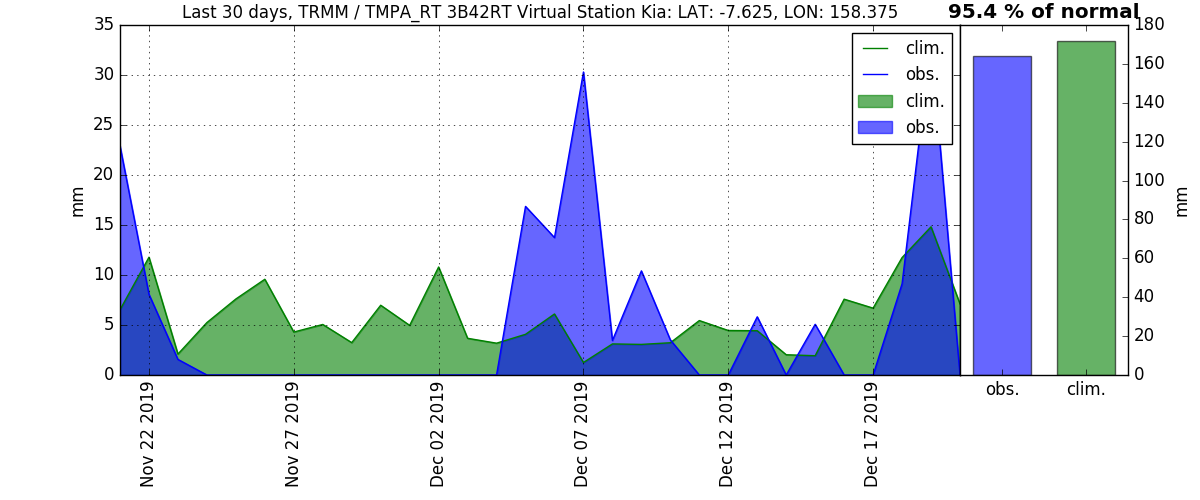 Last 30 days, TRMM / TMPA_RT 3B42RT Virtual Station Kia: LAT: -7.625, LON: 158.375
95.4 % of normal
35
30
25
20
15
10
5
0
mm
clim.
obs.
clim.
obs.
Nov 22 2019
Nov 27 2019
Dec 02 2019
Dec 07 2019
Dec 12 2019
Dec 17 2019
180
160
140
120
100
80
60
40
20
0
mm
obs.
clim.